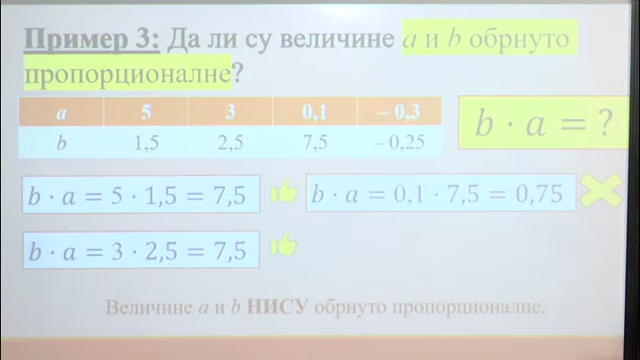 Пример 3: Да ли су величине a и b обрнуто
пропорционалне?
a 5 3 0,1 – 0,3
b 1,5 2,5 7,5 – 0,25
b · a = ?
b · a = 5 · 1,5 = 7,5
b · a = 0,1 · 7,5 = 0,75
b · a = 3 · 2,5 = 7,5
Величине a и b НИСУ обрнуто пропорционалне.